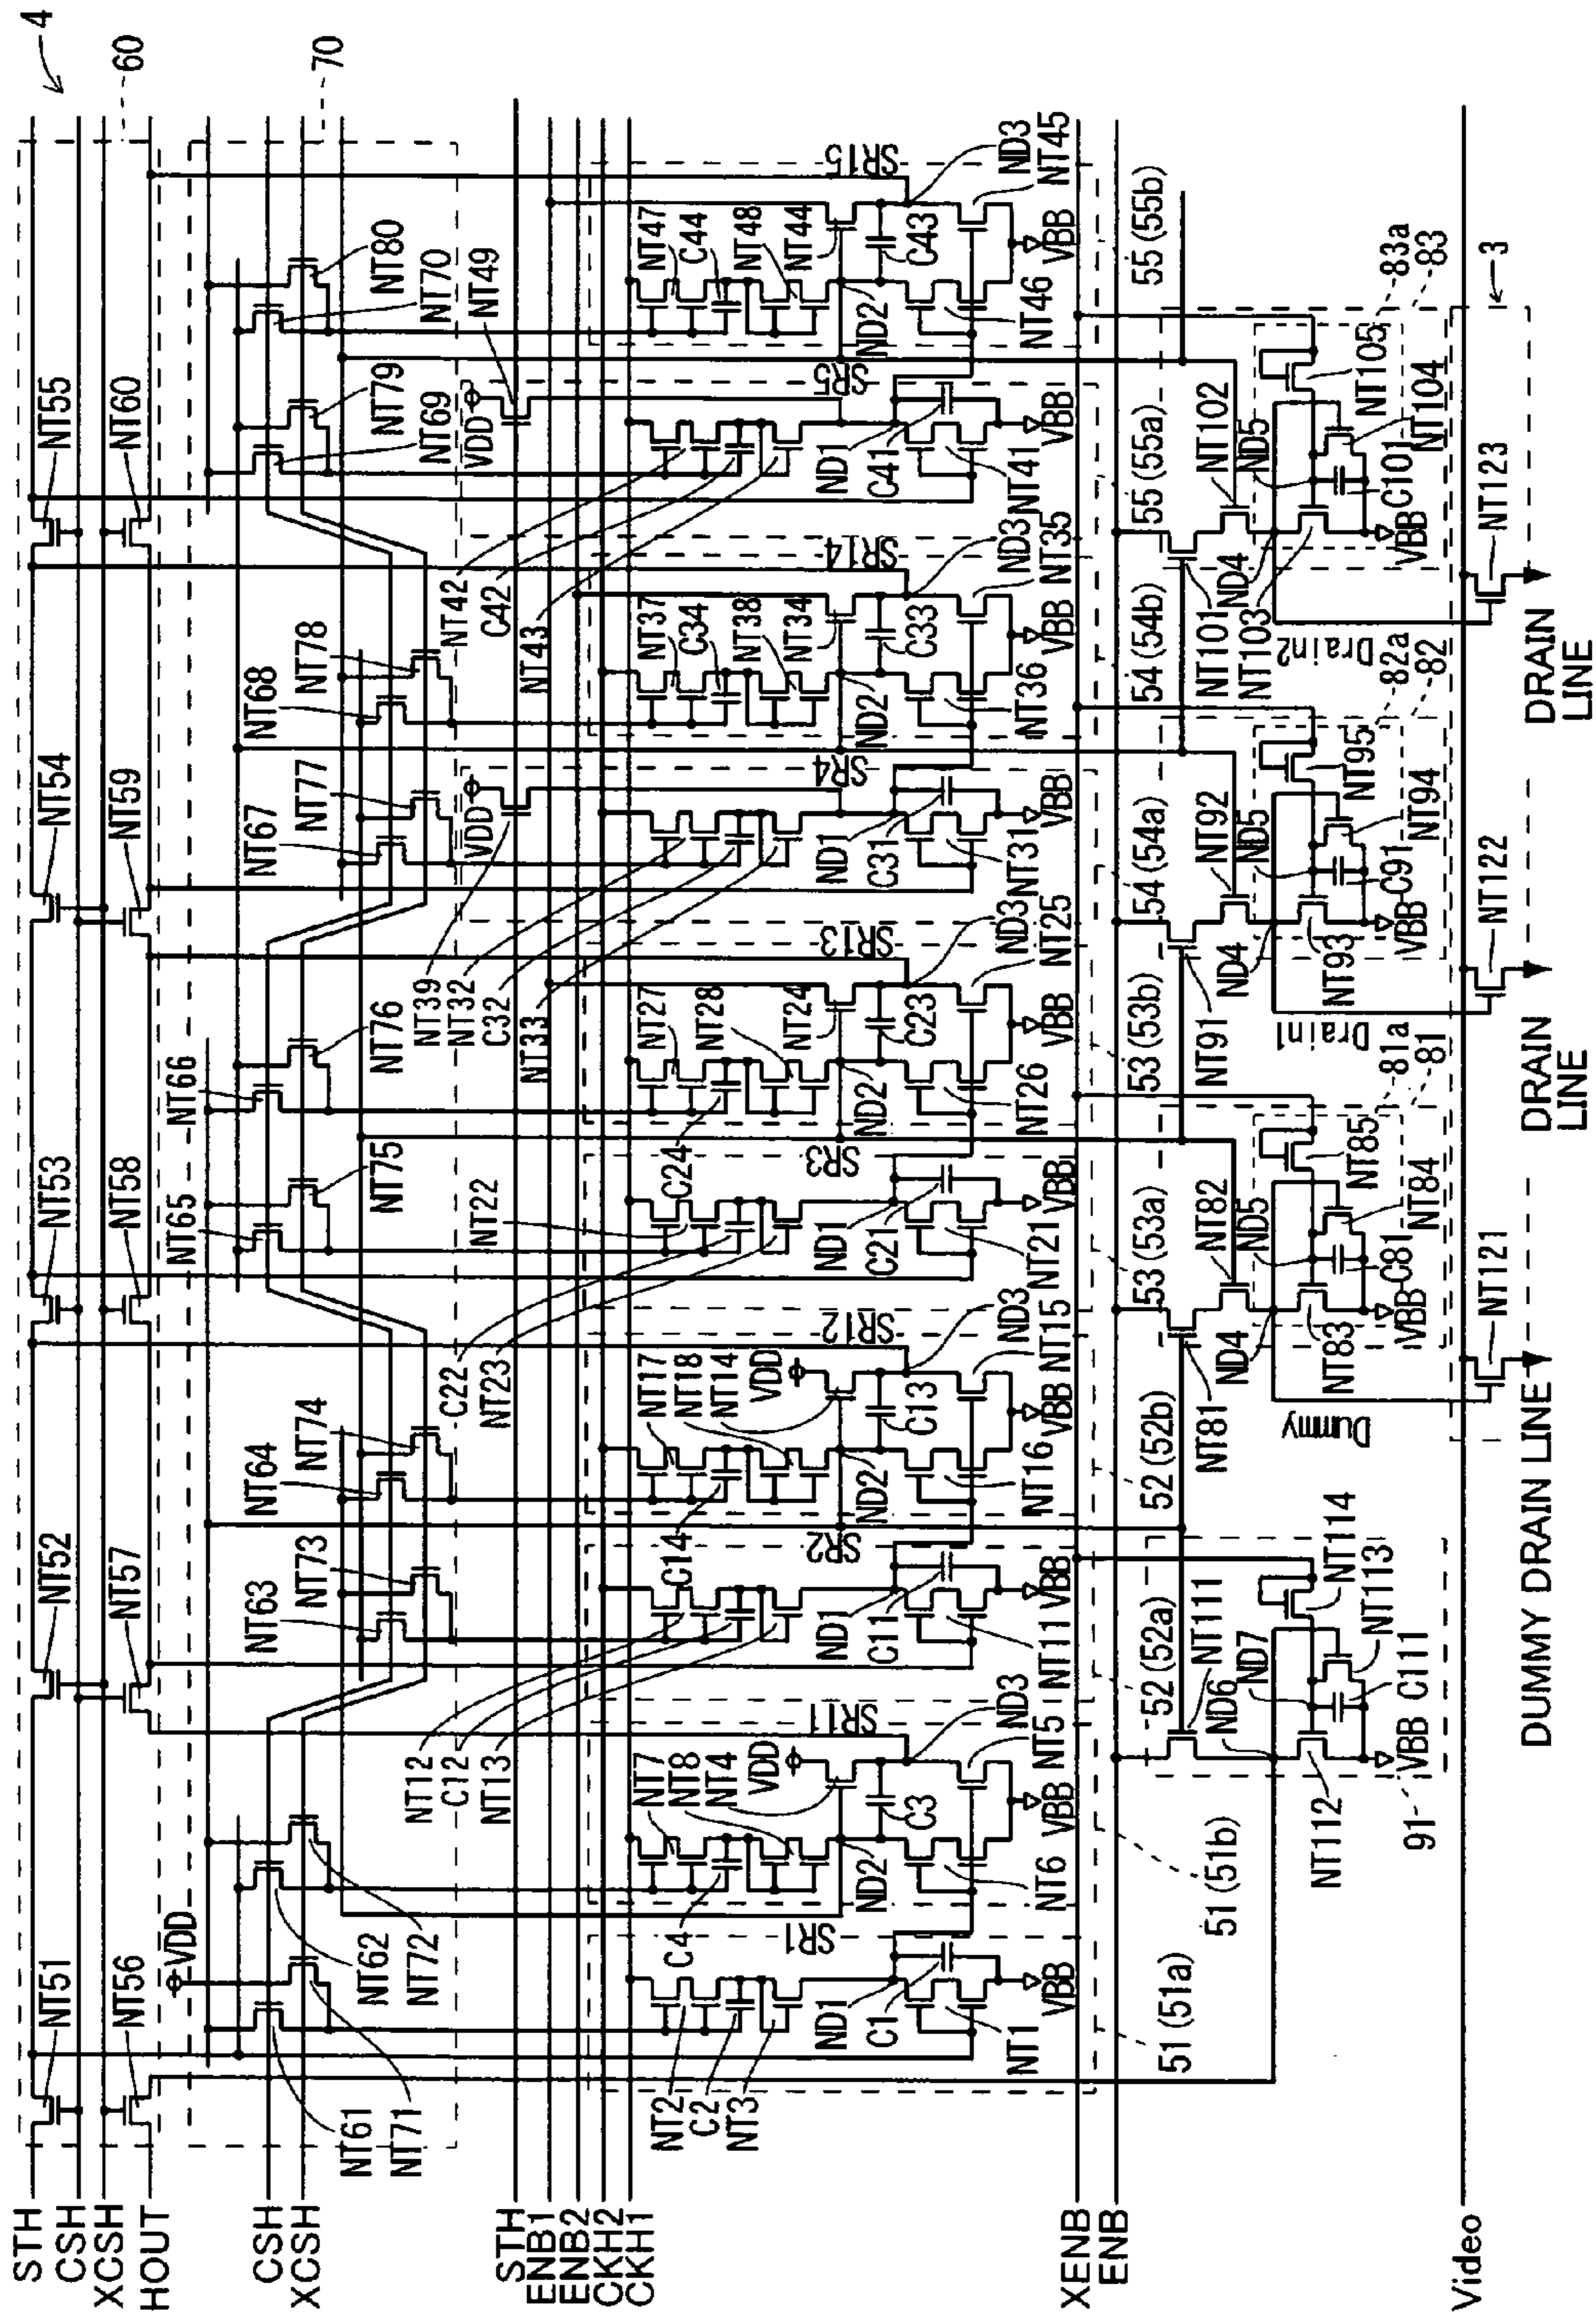 4
60
70
STH
CSH
XCSH
HOUT
NT51
NT52
NT53
NT54
NT55
NT56
NT57
NT58
NT59
NT60
CSH
XCSH
VDD
NT61
NT71
NT62
NT72
NT63
NT73
NT64
NT74
NT65
NT75
NT66
NT76
NT67
NT77
NT68
NT78
NT69
NT79
NT70
NT80
STH
ENB1
ENB2
CKH2
CKH1
NT2
C2
NT3
SR1
ND1
C1
NT1
VBB
C4
NT7
NT8
NT4
VDD
SR11
ND2
C3
ND3
NT5
NT6
VBB
NT12
C12
NT13
SR2
ND1
C11
NT11
VBB
C14
NT17
NT18
NT14
VDD
SR12
ND2
C13
ND3
NT15
NT16
VBB
C22
NT23
NT22
SR3
ND1
C21
NT21
VBB
C24
NT27
NT28
NT24
SR13
ND2
C23
ND3
NT25
NT26
VBB
NT39
NT32
C32
NT33
VDD
SR4
ND1
C31
NT31
VBB
NT37
C34
NT38
NT34
SR14
ND2
C33
ND3
NT35
NT36
VBB
NT42
C42
NT43
VDD
NT49
SR5
ND1
C41
NT41
VBB
NT47
C44
NT48
NT44
SR15
ND2
C43
ND3
NT45
NT46
VBB
XENB
ENB
51 (51a)
51 (51b)
52 (52a)
52 (52b)
53 (53a)
53 (53b)
54 (54a)
54 (54b)
55 (55a)
55 (55b)
NT111
ND6
ND7
NT112
VBB
C111
NT113
NT114
91
NT81
NT82
ND4
ND5
NT83
VBB
C81
NT84
NT85
81a
81
Dummy
NT91
NT92
ND4
ND5
NT93
VBB
C91
NT94
NT95
82a
82
Drain1
NT101
NT102
ND4
ND5
NT103
VBB
C101
NT104
NT105
83a
83
Drain2
3
Video
NT121
NT122
NT123
DUMMY DRAIN LINE
DRAIN
LINE
DRAIN
LINE